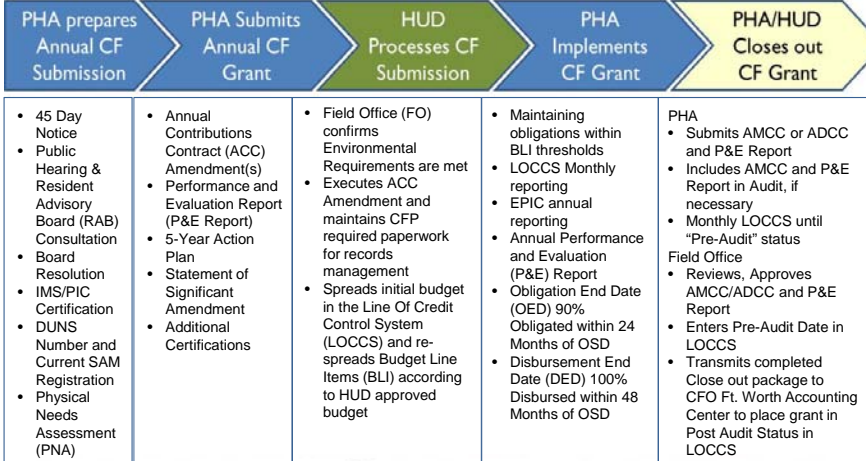 PHA prepares
Annual CF
Submission
PHA Submits
Annual CF
Grant
HUD
Processes CF
Submission
PHA
Implements
CF Grant
PHA/HUD
Closes out
CF Grant
• 45 Day
Notice
• Public
Hearing &
Resident
Advisory
Board (RAB)
Consultation
• Board
Resolution
• IMS/PIC
Certification
• DUNS
Number and
Current SAM
Registration
• Physical
Needs
Assessment
(PNA)
• Annual
Contributions
Contract (ACC)
Amendment(s)
• Performance and
Evaluation Report
(P&E Report)
• 5-Year Action
Plan
• Statement of
Significant
Amendment
• Additional
Certifications
• Field Office (FO)
confirms
Environmental
Requirements are met
• Executes ACC
Amendment and
maintains CFP
required paperwork
for records
management
• Spreads initial budget
in the Line Of Credit
Control System
(LOCCS) and re-
spreads Budget Line
Items (BLI) according
to HUD approved
budget
• Maintaining
obligations within
BLI thresholds
• LOCCS Monthly
reporting
• EPIC annual
reporting
• Annual Performance
and Evaluation
(P&E) Report
• Obligation End Date
(OED) 90%
Obligated within 24
Months of OSD
• Disbursement End
Date (DED) 100%
Disbursed within 48
Months of OSD
PHA
• Submits AMCC or ADCC
and P&E Report
• Includes AMCC and P&E
Report in Audit, if
necessary
• Monthly LOCCS until
“Pre-Audit” status
Field Office
• Reviews, Approves
AMCC/ADCC and P&E
Report
• Enters Pre-Audit Date in
LOCCS
• Transmits completed
Close out package to
CFO Ft. Worth Accounting
Center to place grant in
Post Audit Status in
LOCCS